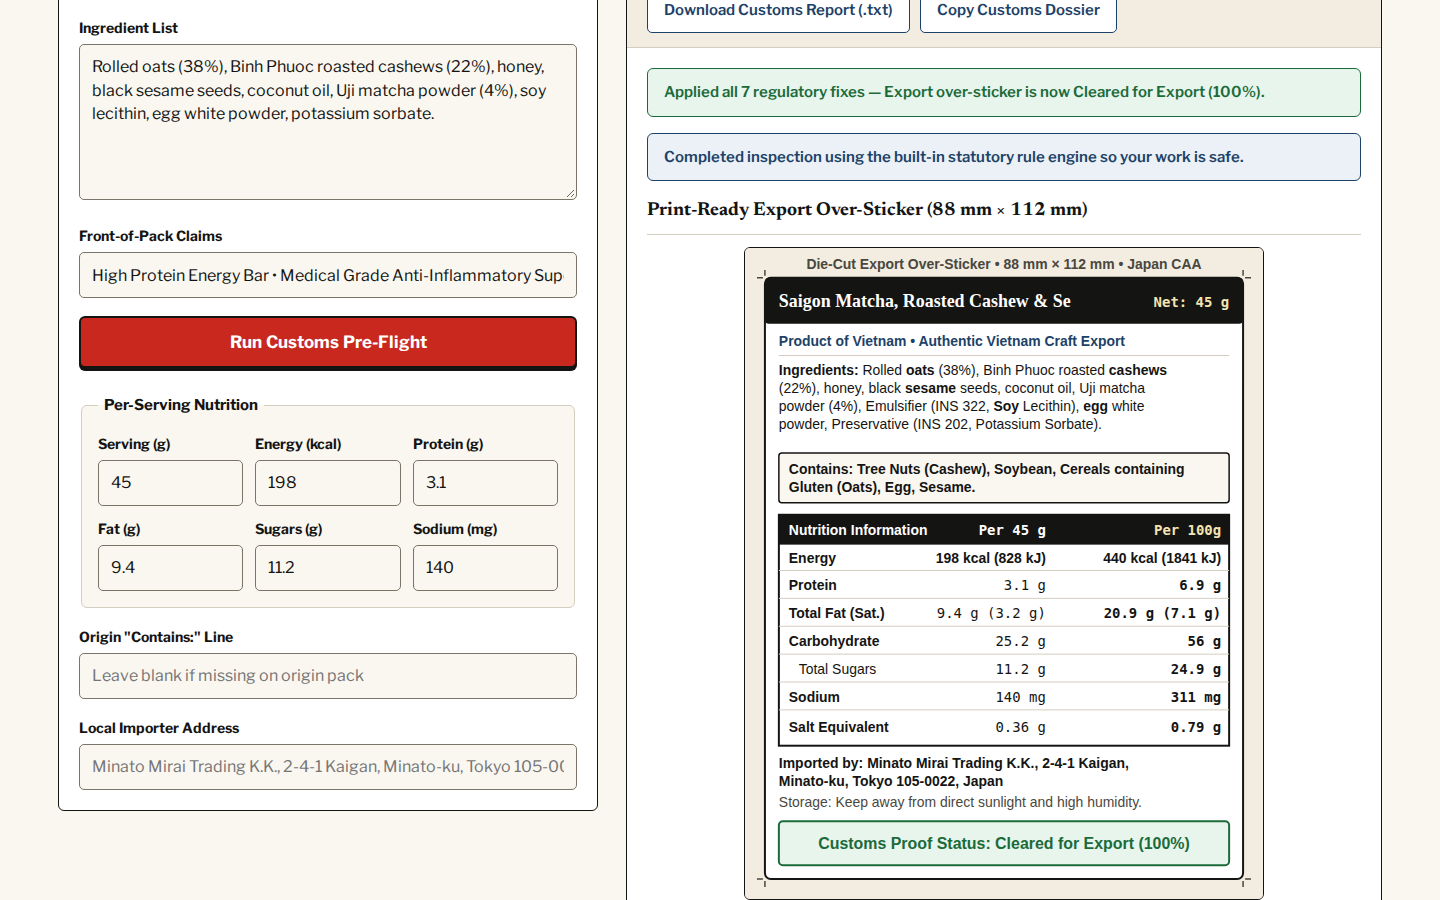 Ingredient List
Rolled oats (38%), Binh Phuoc roasted cashews (22%), honey,
black sesame seeds, coconut oil, Uji matcha powder (4%), soy
lecithin, egg white powder, potassium sorbate.
Front-of-Pack Claims
High Protein Energy Bar • Medical Grade Anti-Inflammatory Sup
Run Customs Pre-Flight
Per-Serving Nutrition
Serving (g) Energy (kcal) Protein (g)
45 198 3.1
Fat (g) Sugars (g) Sodium (mg)
9.4 11.2 140
Origin "Contains:" Line
Leave blank if missing on origin pack
Local Importer Address
Minato Mirai Trading K.K., 2-4-1 Kaigan, Minato-ku, Tokyo 105-00
Download Customs Report (.txt) Copy Customs Dossier
Applied all 7 regulatory fixes — Export over-sticker is now Cleared for Export (100%).
Completed inspection using the built-in statutory rule engine so your work is safe.
Print-Ready Export Over-Sticker (88 mm × 112 mm)
Die-Cut Export Over-Sticker • 88 mm × 112 mm • Japan CAA
Saigon Matcha, Roasted Cashew & Se Net: 45 g
Product of Vietnam • Authentic Vietnam Craft Export
Ingredients: Rolled oats (38%), Binh Phuoc roasted cashews
(22%), honey, black sesame seeds, coconut oil, Uji matcha
powder (4%), Emulsifier (INS 322, Soy Lecithin), egg white
powder, Preservative (INS 202, Potassium Sorbate).
Contains: Tree Nuts (Cashew), Soybean, Cereals containing
Gluten (Oats), Egg, Sesame.
Nutrition Information Per 45 g Per 100g
Energy 198 kcal (828 kJ) 440 kcal (1841 kJ)
Protein 3.1 g 6.9 g
Total Fat (Sat.) 9.4 g (3.2 g) 20.9 g (7.1 g)
Carbohydrate 25.2 g 56 g
Total Sugars 11.2 g 24.9 g
Sodium 140 mg 311 mg
Salt Equivalent 0.36 g 0.79 g
Imported by: Minato Mirai Trading K.K., 2-4-1 Kaigan,
Minato-ku, Tokyo 105-0022, Japan
Storage: Keep away from direct sunlight and high humidity.
Customs Proof Status: Cleared for Export (100%)